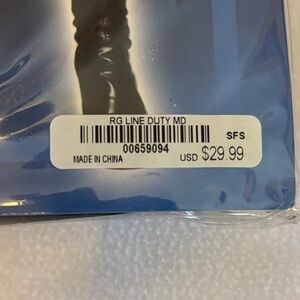 RG LINE DUTY MD
SFS
00659094
MADE IN CHINA
USD $29.99